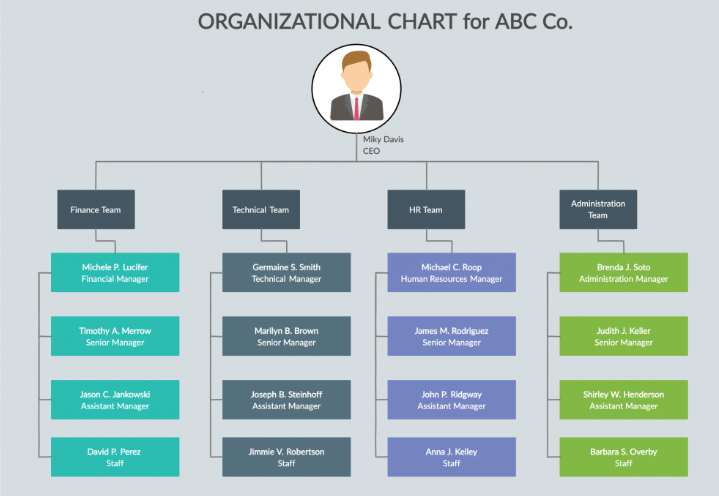 ORGANIZATIONAL CHART for ABC Co.
Miky Davis
CEO
Finance Team
Technical Team
HR Team
Administration
Team
Michele P. Lucifer
Financial Manager
Germaine S. Smith
Technical Manager
Michael C. Roop
Human Resources Manager
Brenda J. Soto
Administration Manager
Timothy A. Merrow
Senior Manager
Marilyn B. Brown
Senior Manager
James M. Rodriguez
Senior Manager
Judith J. Keller
Senior Manager
Jason C. Jankowski
Assistant Manager
Joseph B. Steinhoff
Assistant Manager
John P. Ridgway
Assistant Manager
Shirley W. Henderson
Assistant Manager
David P. Perez
Staff
Jimmie V. Robertson
Staff
Anna J. Kelley
Staff
Barbara S. Overby
Staff